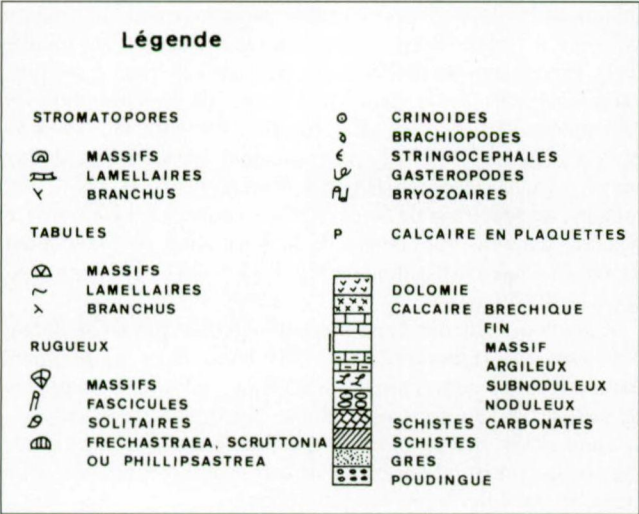 Légende
STROMATOPORES
MASSIFS
LAMELLAIRES
BRANCHUS
TABULES
MASSIFS
LAMELLAIRES
BRANCHUS
RUGUEUX
MASSIFS
FASCICULES
SOLITAIRES
FRECHASTRAEA, SCRUTTONIA
OU PHILLIPSASTREA
CRINOIDES
BRACHIOPODES
STRINGOCEPHALES
GASTEROPODES
BRYOZOAIRES
P CALCAIRE EN PLAQUETTES
DOLOMIE
CALCAIRE BRECHIQUE
FIN
MASSIF
ARGILEUX
SUBNODULEUX
NODULEUX
SCHISTES CARBONATES
SCHISTES
GRES
POUDINGUE